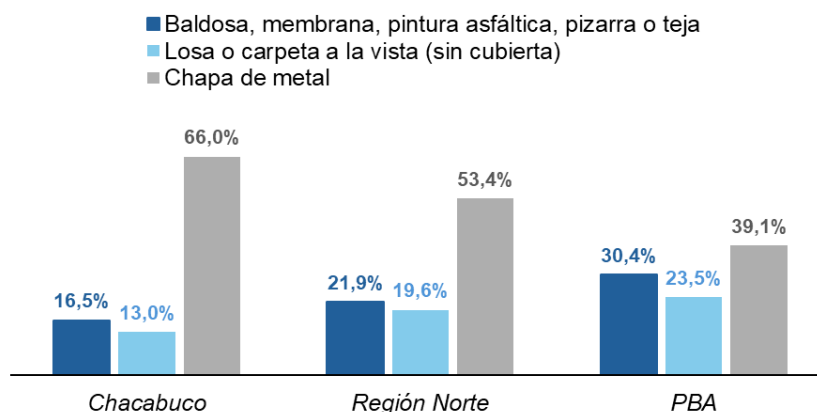 Baldosa, membrana, pintura asfáltica, pizarra o teja
Losa o carpeta a la vista (sin cubierta)
Chapa de metal
66,0%
53,4%
39,1%
30,4%
21,9%
19,6%
23,5%
16,5%
13,0%
Chacabuco
Región Norte
PBA